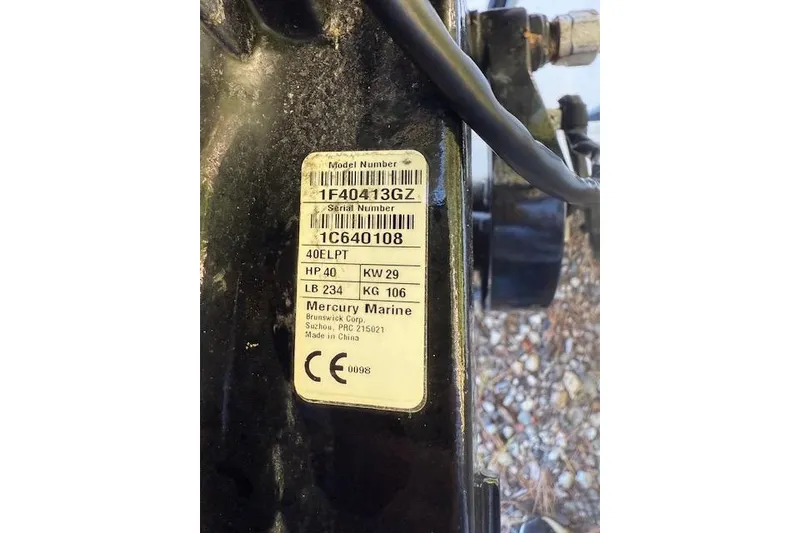 Model Number
1F40413GZ
Serial Number
1C640108
40ELPT
HP 40 KW 29
LB 234 KG 106
Mercury Marine
Brunswick Corp.
Suzhou, PRC 215021
Made in China
CE 0098